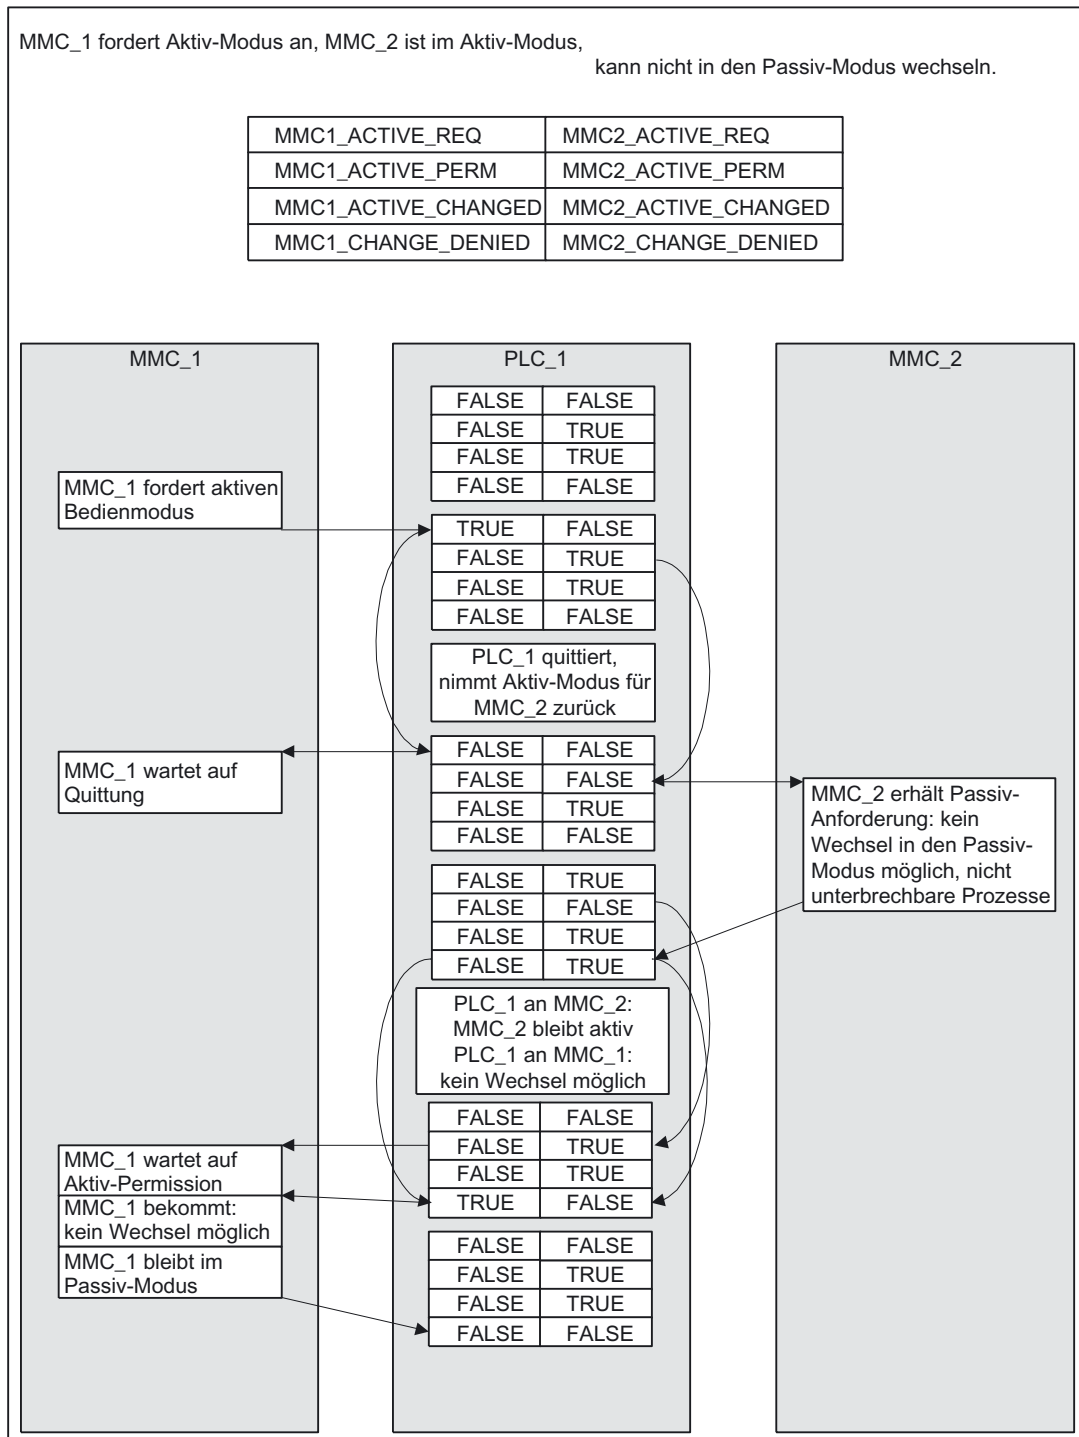 MMC_1 fordert Aktiv-Modus an, MMC_2 ist im Aktiv-Modus,
kann nicht in den Passiv-Modus wechseln.
MMC1_ACTIVE_REQ MMC2_ACTIVE_REQ
MMC1_ACTIVE_PERM MMC2_ACTIVE_PERM
MMC1_ACTIVE_CHANGED MMC2_ACTIVE_CHANGED
MMC1_CHANGE_DENIED MMC2_CHANGE_DENIED
MMC_1 PLC_1 MMC_2
FALSE FALSE
FALSE TRUE
FALSE TRUE
FALSE FALSE
MMC_1 fordert aktiven
Bedienmodus
TRUE FALSE
FALSE TRUE
FALSE TRUE
FALSE FALSE
PLC_1 quittiert,
nimmt Aktiv-Modus für
MMC_2 zurück
MMC_1 wartet auf
Quittung
FALSE FALSE
FALSE FALSE
FALSE TRUE
FALSE FALSE
MMC_2 erhält Passiv-
Anforderung: kein
Wechsel in den Passiv-
Modus möglich, nicht
unterbrechbare Prozesse
FALSE TRUE
FALSE FALSE
FALSE TRUE
FALSE TRUE
PLC_1 an MMC_2:
MMC_2 bleibt aktiv
PLC_1 an MMC_1:
kein Wechsel möglich
FALSE FALSE
FALSE TRUE
FALSE TRUE
TRUE FALSE
MMC_1 wartet auf
Aktiv-Permission
MMC_1 bekommt:
kein Wechsel möglich
MMC_1 bleibt im
Passiv-Modus
FALSE FALSE
FALSE TRUE
FALSE TRUE
FALSE FALSE